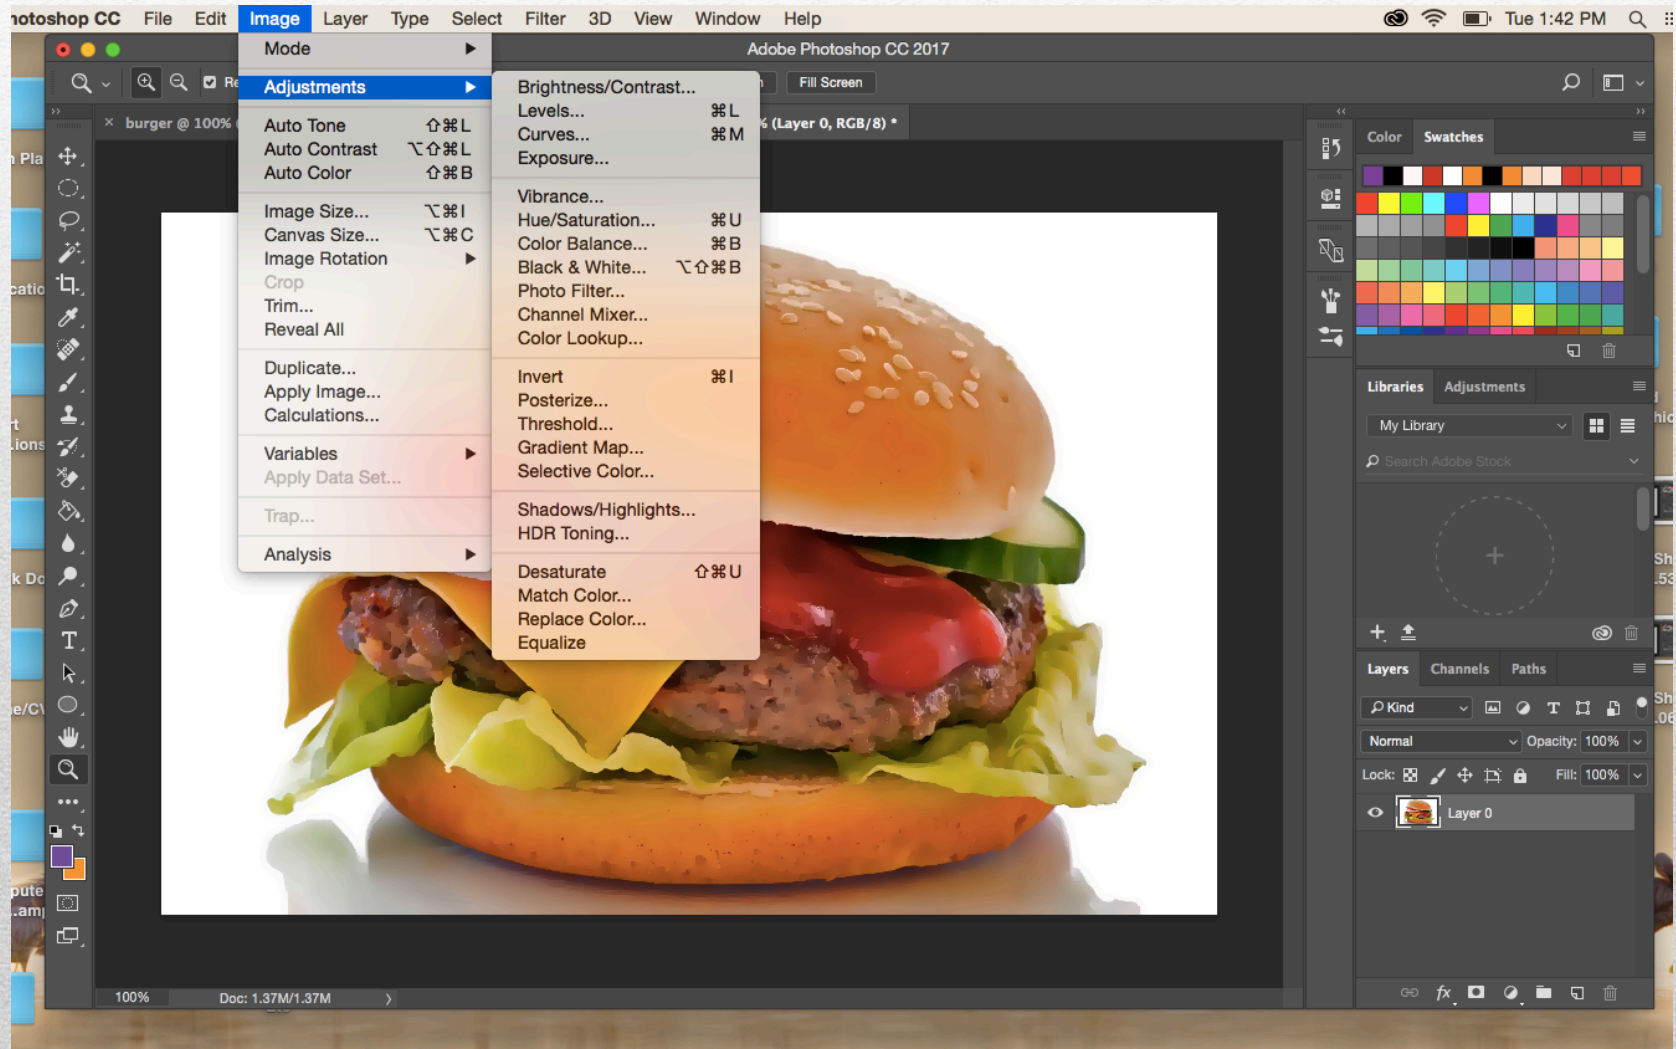 hotoshop CC File Edit Image Layer Type Select Filter 3D View Window Help Tue 1:42 PM
Adobe Photoshop CC 2017
Fill Screen
burger @ 100%
% (Layer 0, RGB/8) *
Mode
Adjustments
Auto Tone ⇧⌘L
Auto Contrast ⌥⇧⌘L
Auto Color ⇧⌘B
Image Size... ⌥⌘I
Canvas Size... ⌥⌘C
Image Rotation
Crop
Trim...
Reveal All
Duplicate...
Apply Image...
Calculations...
Variables
Apply Data Set...
Trap...
Analysis
Brightness/Contrast...
Levels... ⌘L
Curves... ⌘M
Exposure...
Vibrance...
Hue/Saturation... ⌘U
Color Balance... ⌘B
Black & White... ⌥⇧⌘B
Photo Filter...
Channel Mixer...
Color Lookup...
Invert ⌘I
Posterize...
Threshold...
Gradient Map...
Selective Color...
Shadows/Highlights...
HDR Toning...
Desaturate ⇧⌘U
Match Color...
Replace Color...
Equalize
Color Swatches
Libraries Adjustments
My Library
Search Adobe Stock
Layers Channels Paths
Kind
Normal Opacity: 100%
Lock: Fill: 100%
Layer 0
100% Doc: 1.37M/1.37M